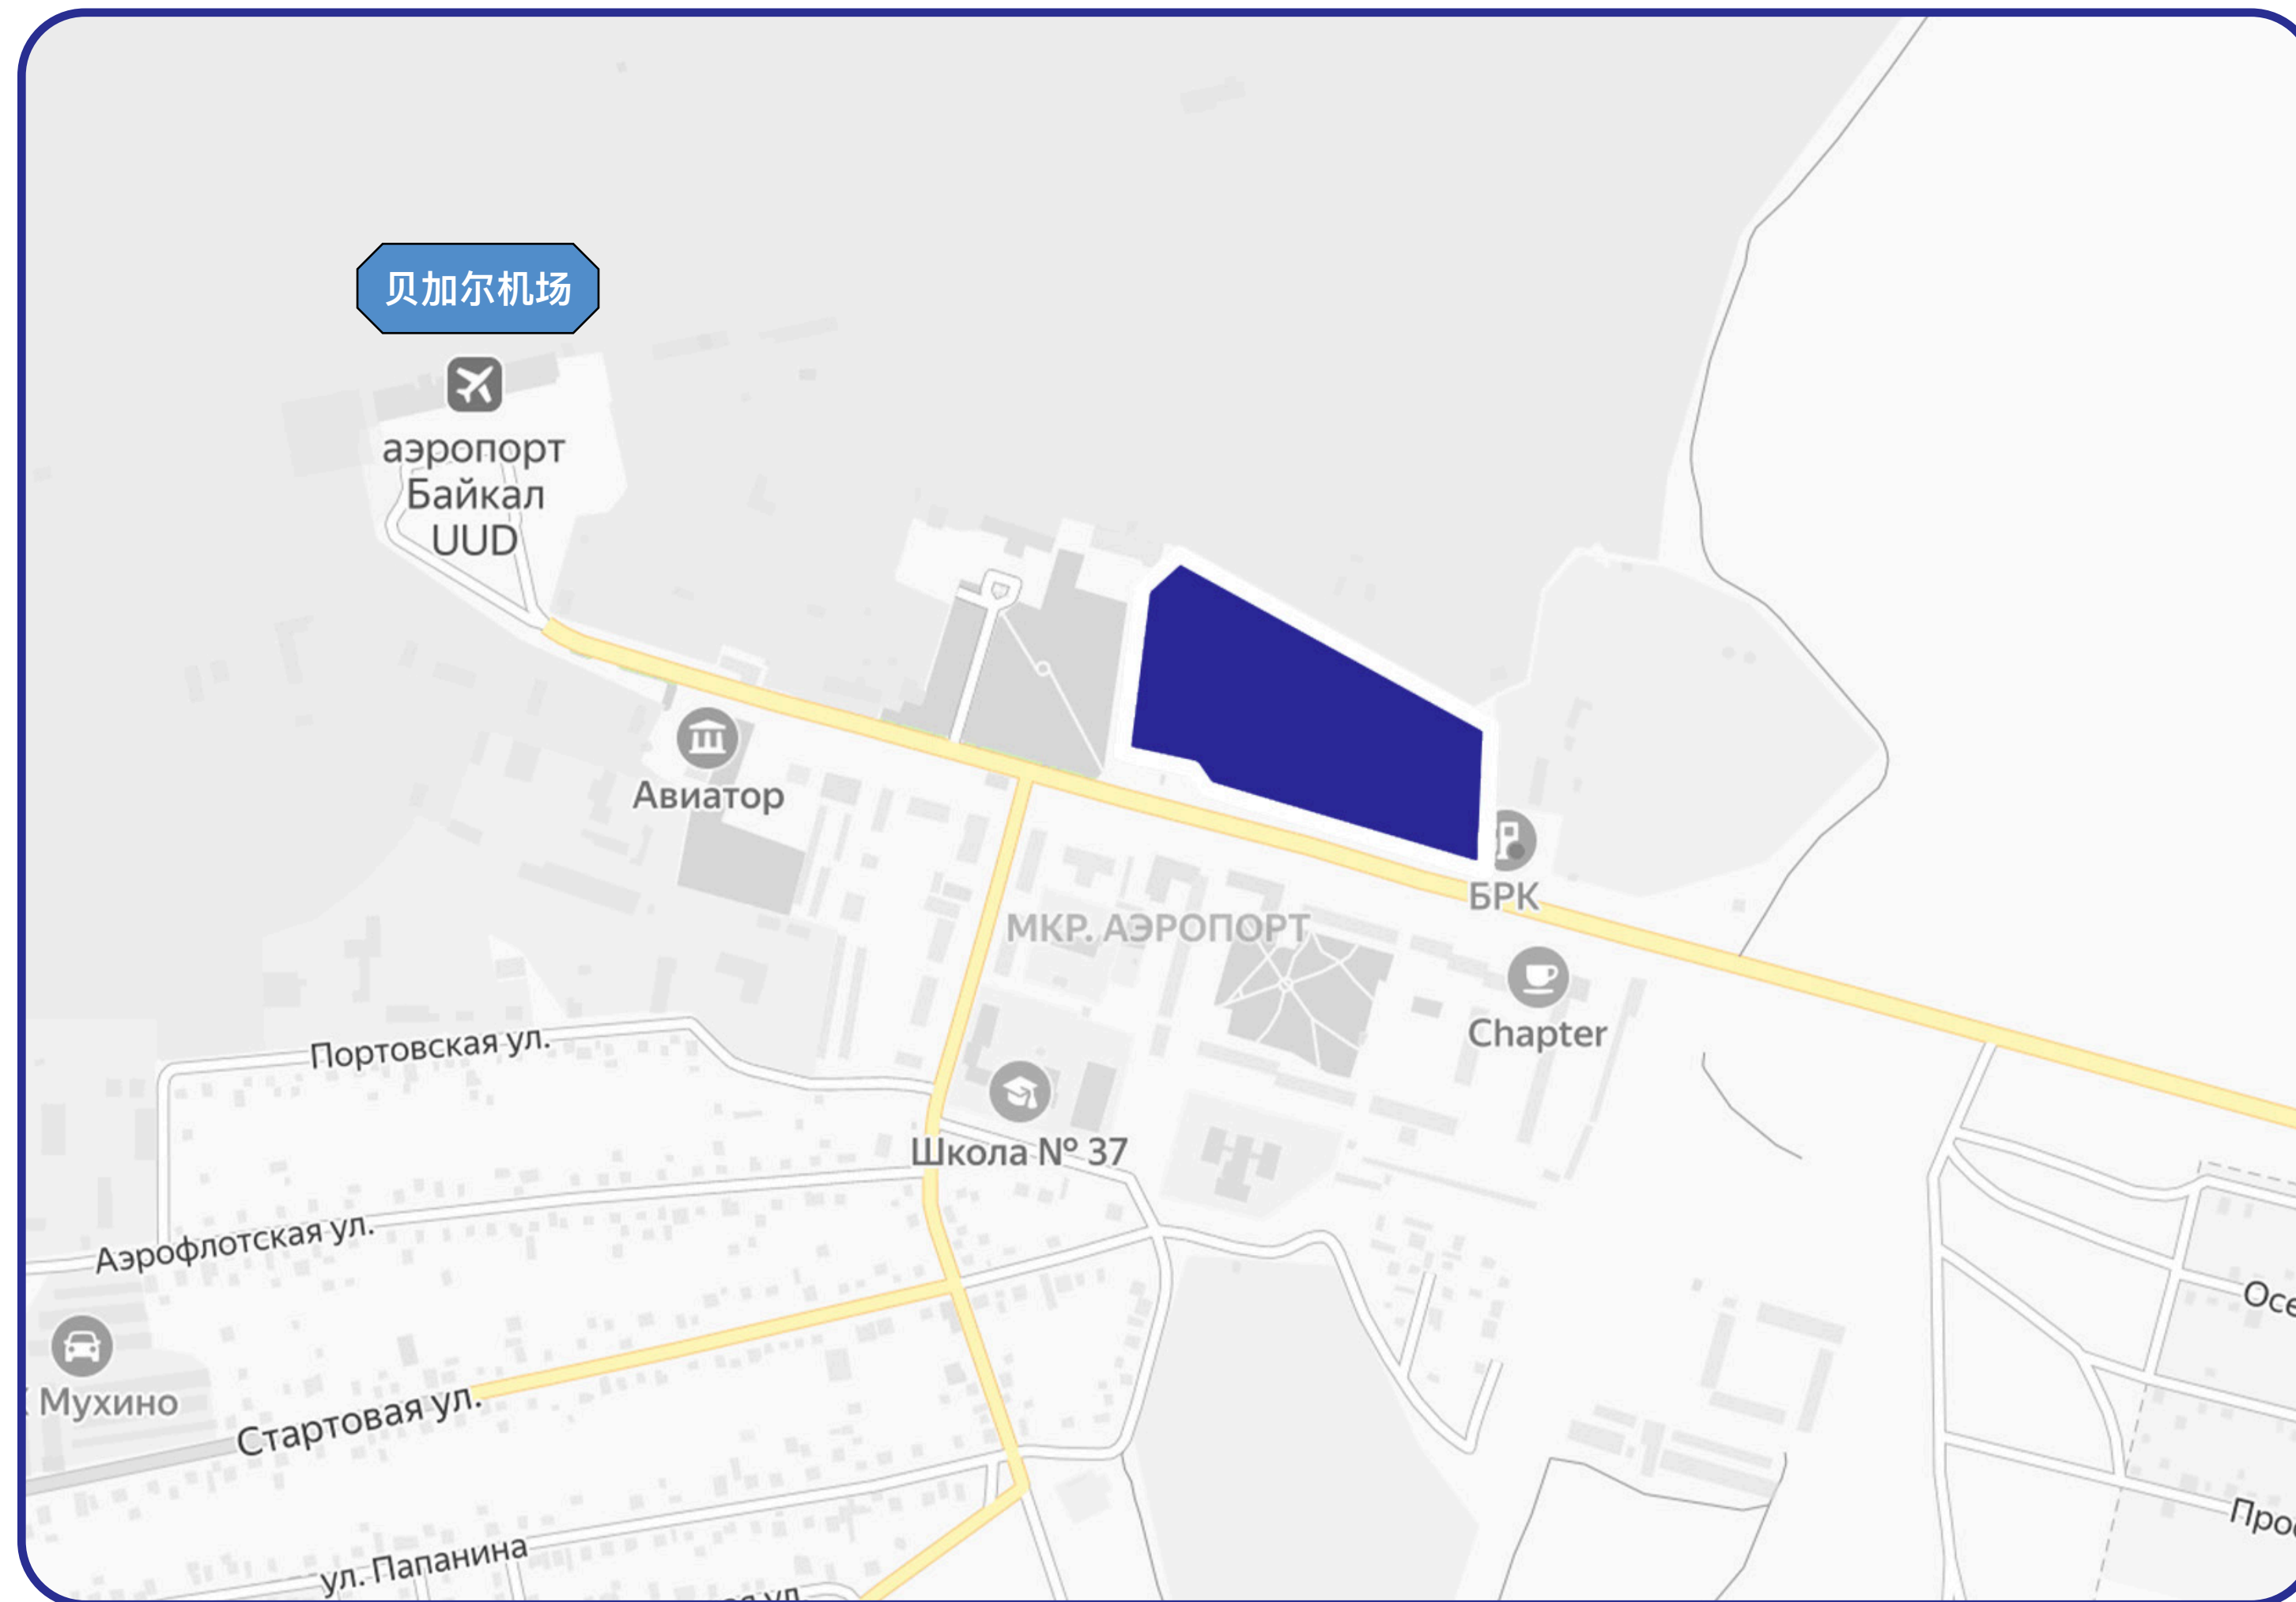 贝加尔机场
аэропорт
Байкал
UUD
Авиатор
БРК
МКР. АЭРОПОРТ
Chapter
Портовская ул.
Школа № 37
Аэрофлотская ул.
Мухино
Стартовая ул.
ул. Папанина